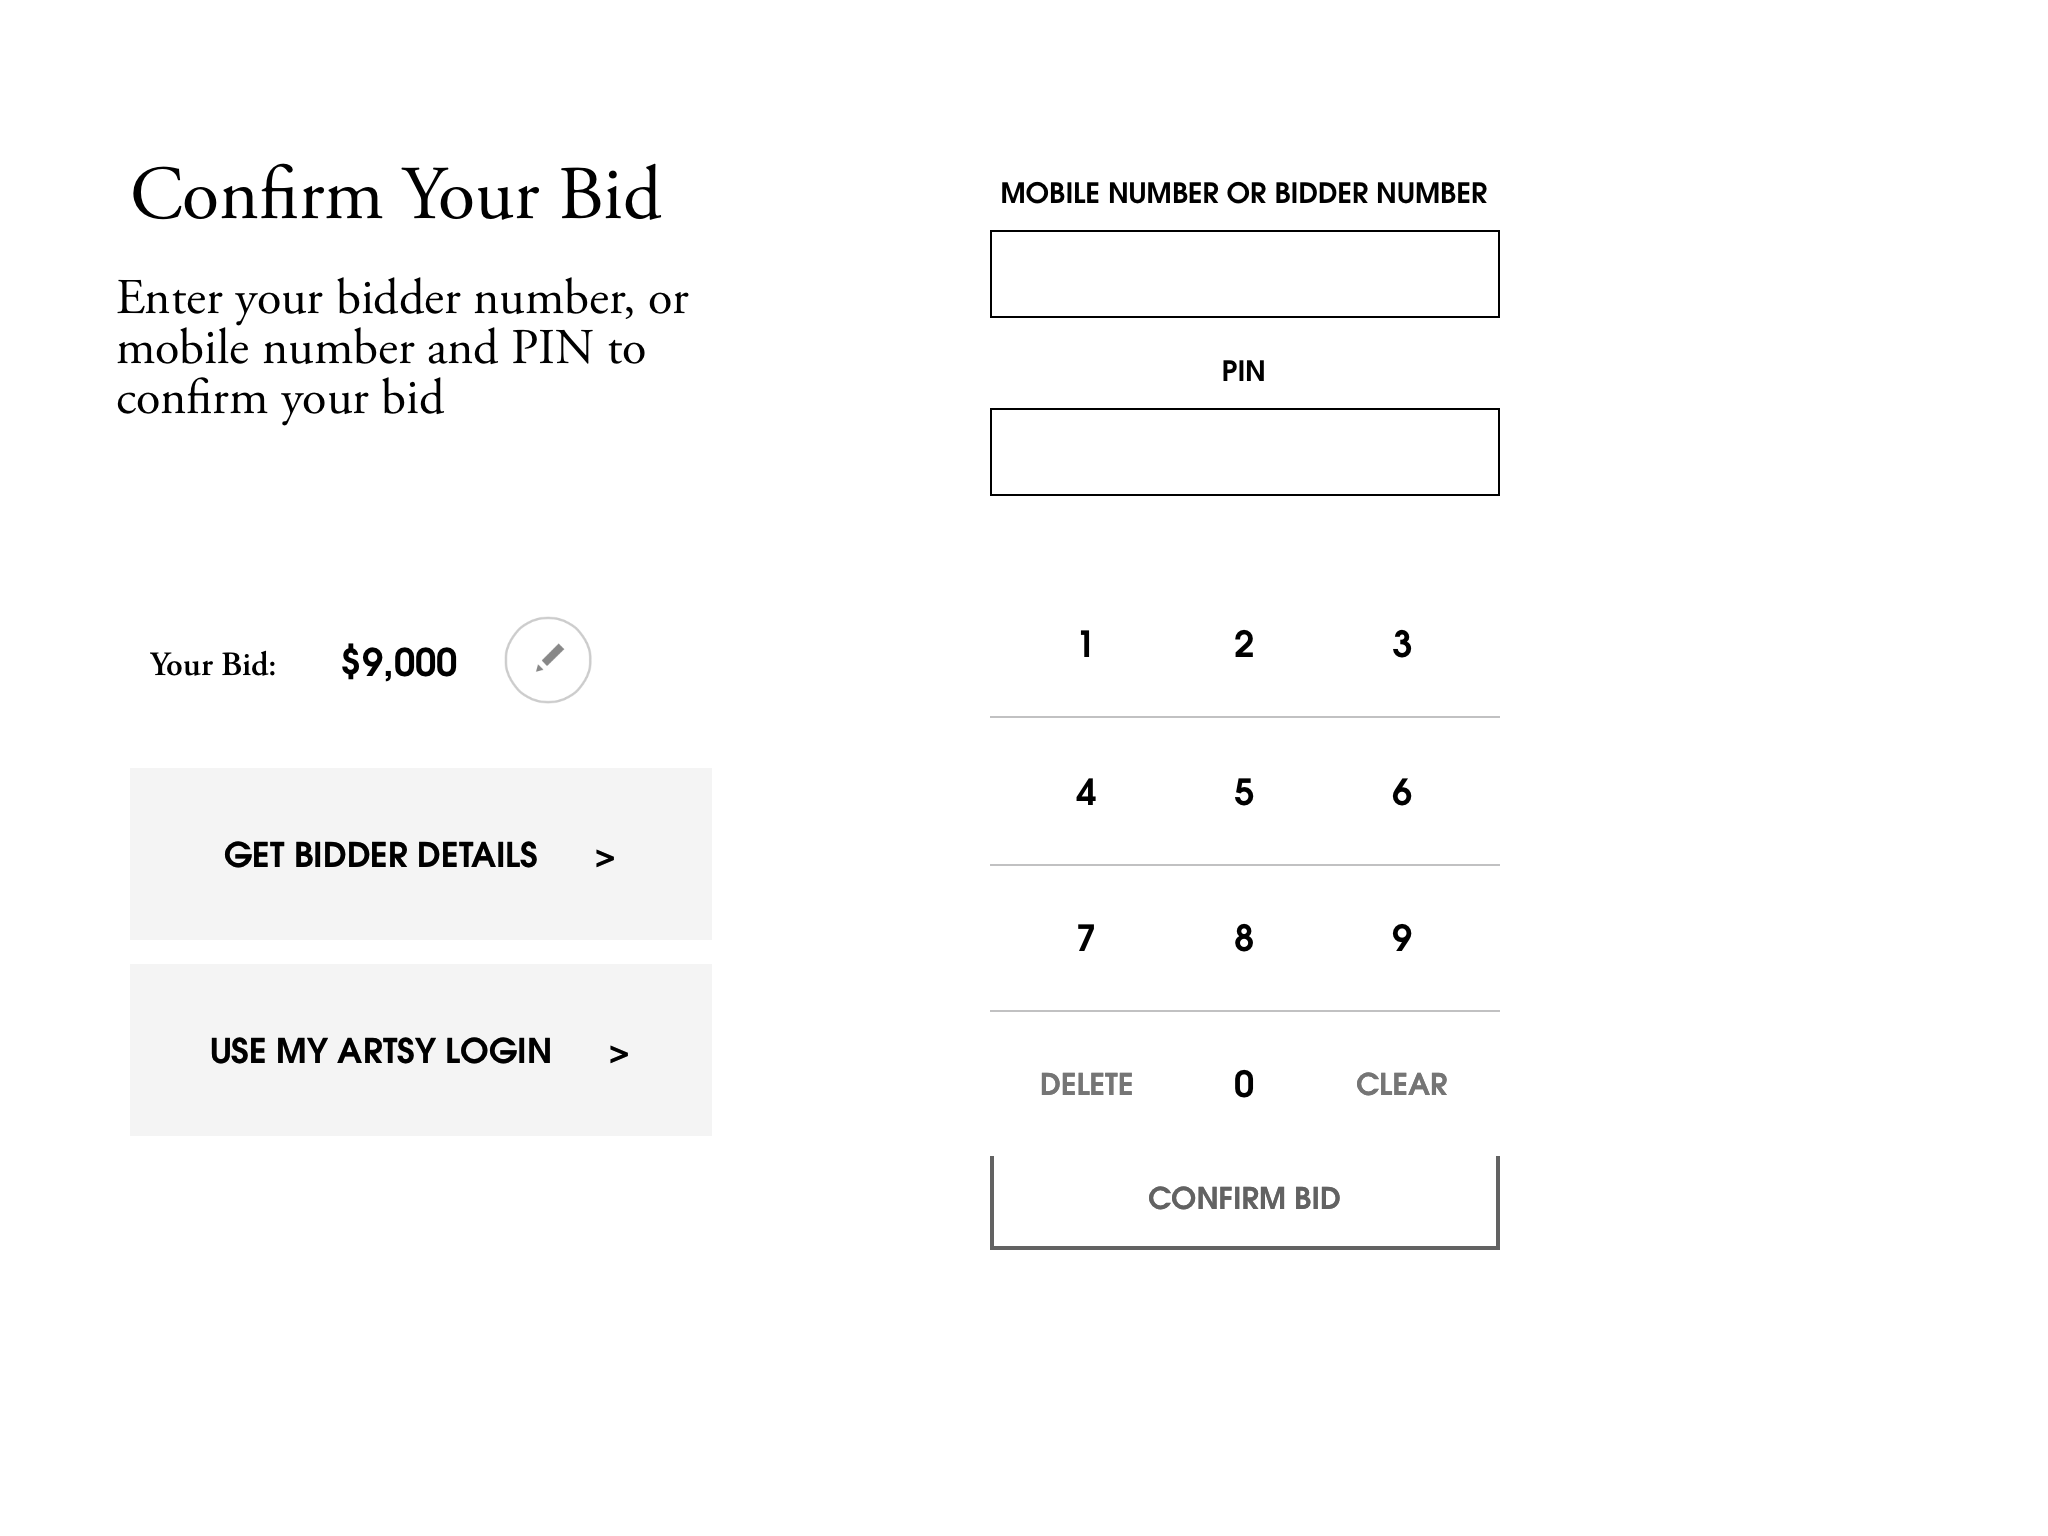 Confirm Your Bid
Enter your bidder number, or
mobile number and PIN to
confirm your bid
Your Bid: $9,000
GET BIDDER DETAILS >
USE MY ARTSY LOGIN >
MOBILE NUMBER OR BIDDER NUMBER
PIN
1 2 3
4 5 6
7 8 9
DELETE 0 CLEAR
CONFIRM BID